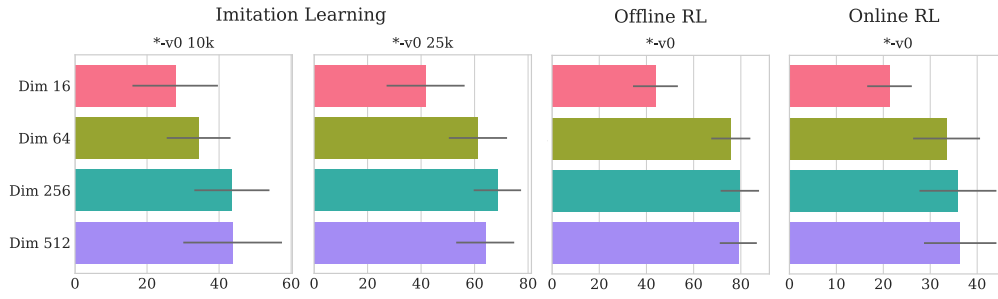 Imitation Learning
Offline RL
Online RL
*-v0 10k
*-v0 25k
*-v0
*-v0
Dim 16
Dim 64
Dim 256
Dim 512
0 20 40 60
0 20 40 60 80
0 20 40 60 80
0 10 20 30 40